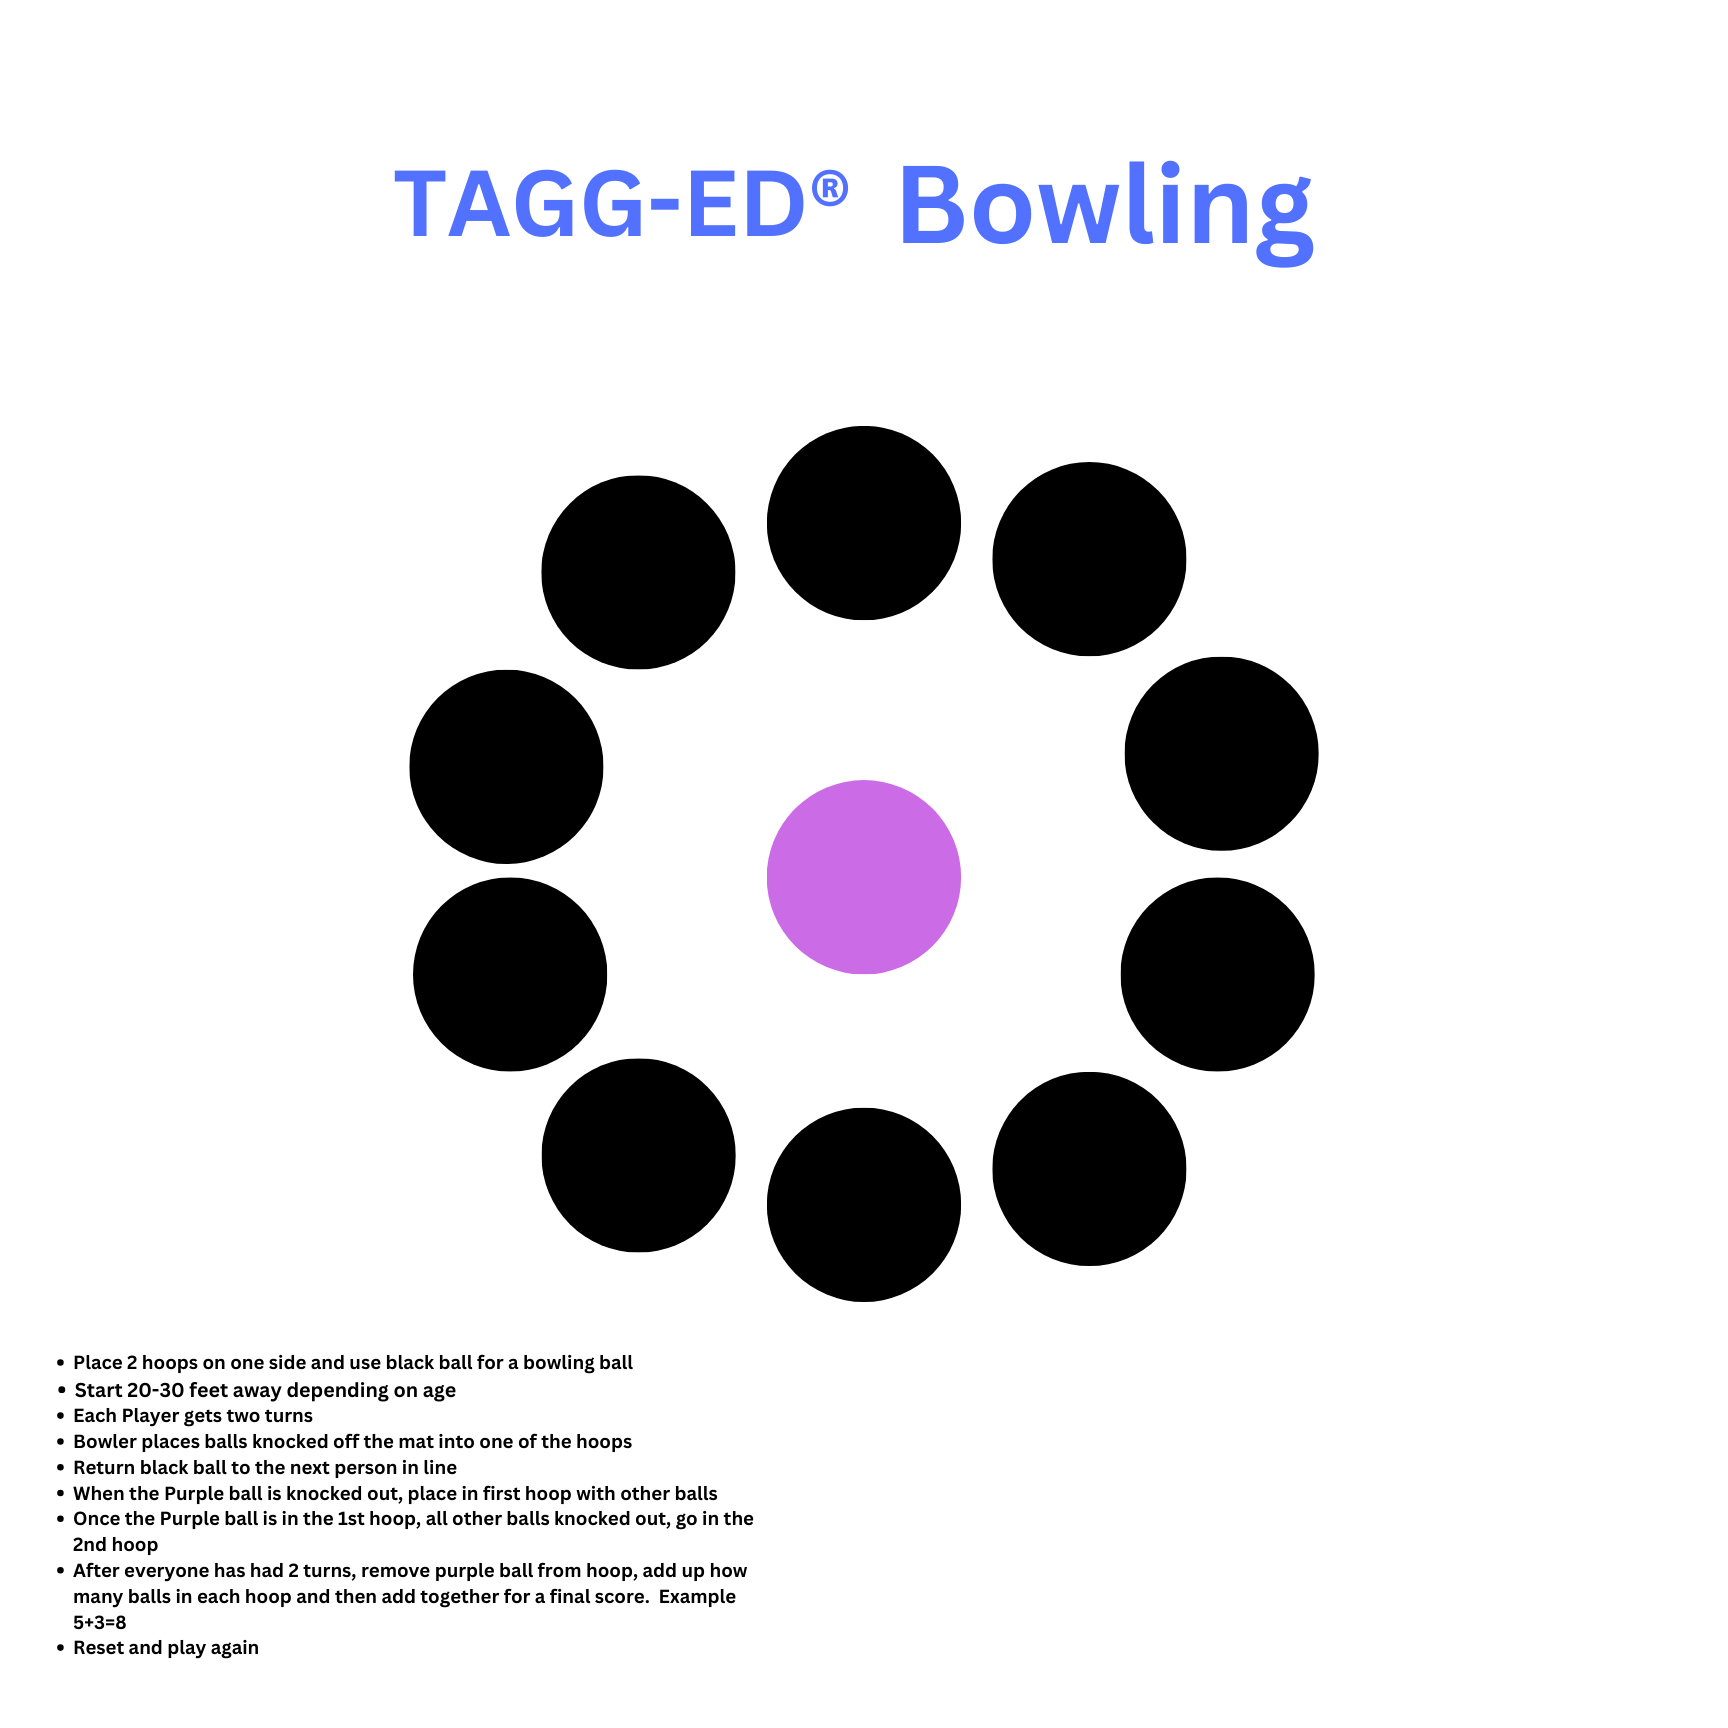 TAGG-ED® Bowling
• Place 2 hoops on one side and use black ball for a bowling ball
• Start 20-30 feet away depending on age
• Each Player gets two turns
• Bowler places balls knocked off the mat into one of the hoops
• Return black ball to the next person in line
• When the Purple ball is knocked out, place in first hoop with other balls
• Once the Purple ball is in the 1st hoop, all other balls knocked out, go in the
2nd hoop
• After everyone has had 2 turns, remove purple ball from hoop, add up how
many balls in each hoop and then add together for a final score.  Example
5+3=8
• Reset and play again